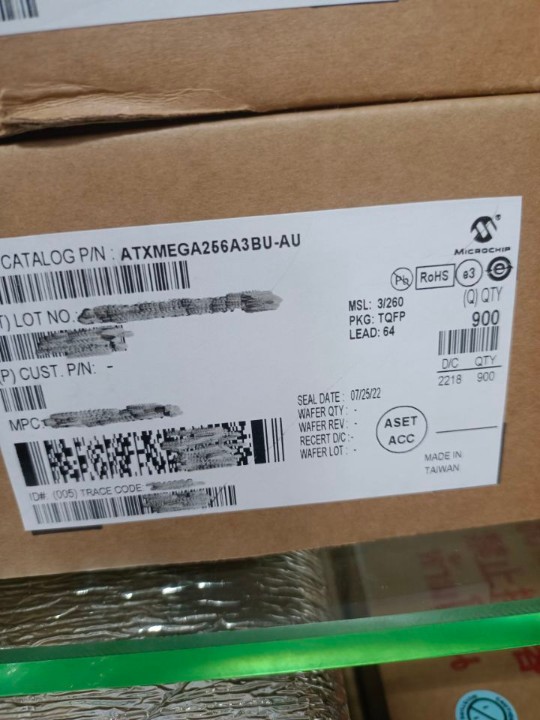 CATALOG P/N : ATXMEGA256A3BU-AU
MICROCHIP
Pb
RoHS
e3
e
T) LOT NO.
MSL: 3/260
PKG: TQFP
LEAD: 64
(Q) QTY
900
(P) CUST. P/N: -
D/C QTY
2218 900
MPC:
SEAL DATE : 07/25/22
WAFER QTY : -
WAFER REV : -
RECERT D/C:-
WAFER LOT : -
ASET
ACC
MADE IN:
TAIWAN
ID#: (005) TRACE CODE: